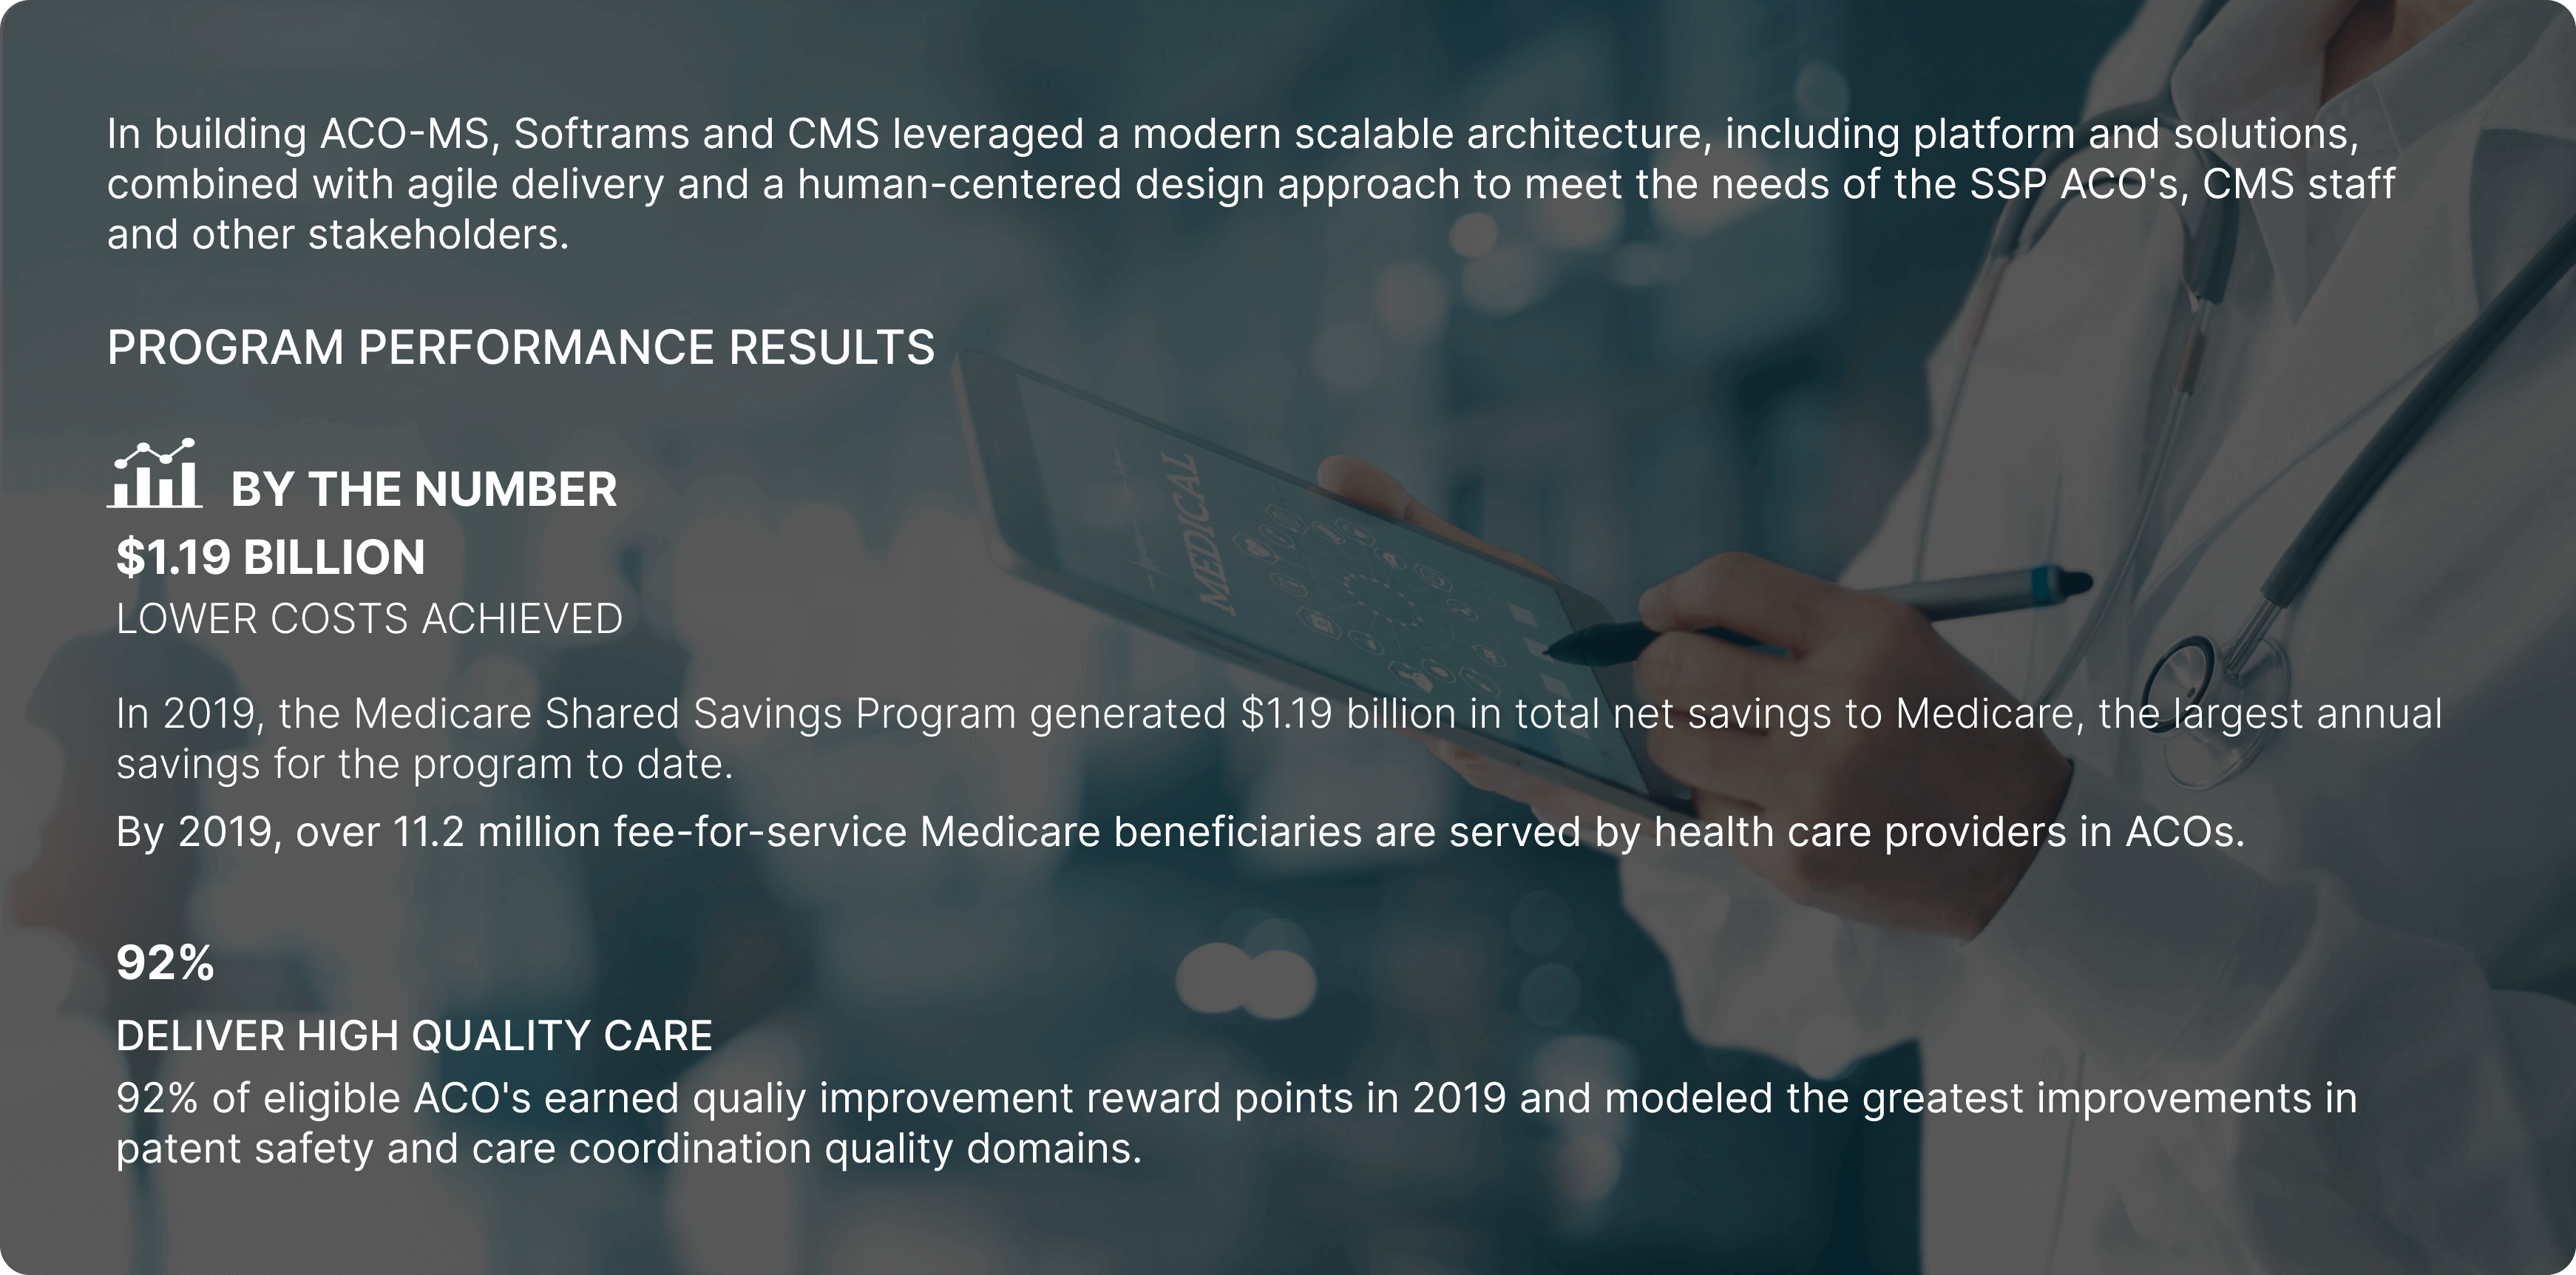 In building ACO-MS, Softrams and CMS leveraged a modern scalable architecture, including platform and solutions,
combined with agile delivery and a human-centered design approach to meet the needs of the SSP ACO's, CMS staff
and other stakeholders.
PROGRAM PERFORMANCE RESULTS
BY THE NUMBER
$1.19 BILLION
LOWER COSTS ACHIEVED
MEDICAL
In 2019, the Medicare Shared Savings Program generated $1.19 billion in total net savings to Medicare, the largest annual
savings for the program to date.
By 2019, over 11.2 million fee-for-service Medicare beneficiaries are served by health care providers in ACOs.
92%
DELIVER HIGH QUALITY CARE
92% of eligible ACO's earned qualiy improvement reward points in 2019 and modeled the greatest improvements in
patent safety and care coordination quality domains.